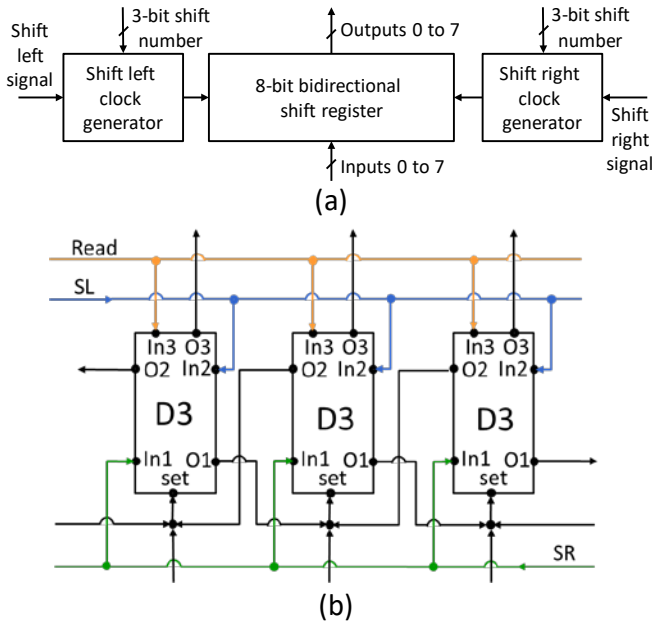 Shift
left
signal
3-bit shift
number
Shift left
clock
generator
Outputs 0 to 7
8-bit bidirectional
shift register
Inputs 0 to 7
3-bit shift
number
Shift right
clock
generator
Shift
right
signal
(a)
Read
SL
In3 O3
O2 In2
D3
In1 O1
set
In3 O3
O2 In2
D3
In1 O1
set
In3 O3
O2 In2
D3
In1 O1
set
SR
(b)